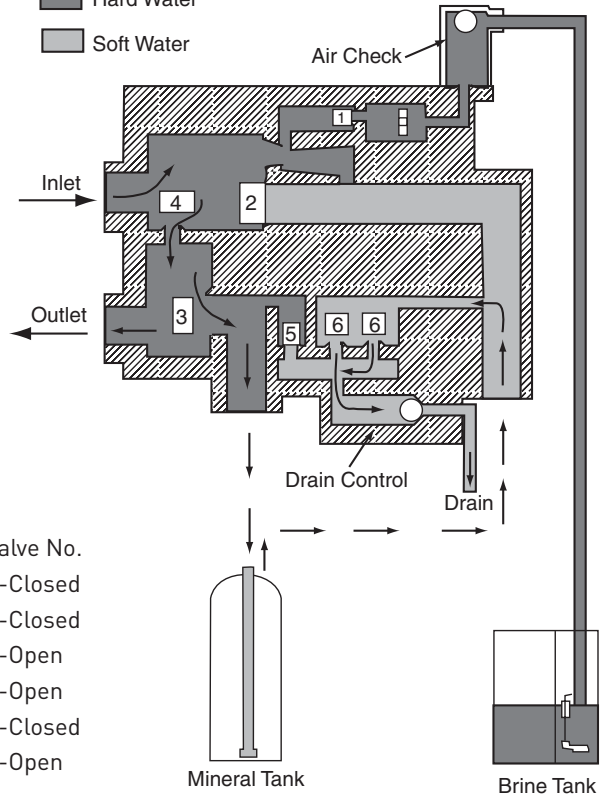 Hard Water
Soft Water
Air Check
1
Inlet
4
2
Outlet
3
5
6
6
Drain Control
Drain
alve No.
-Closed
-Closed
-Open
-Open
-Closed
-Open
Mineral Tank
Brine Tank